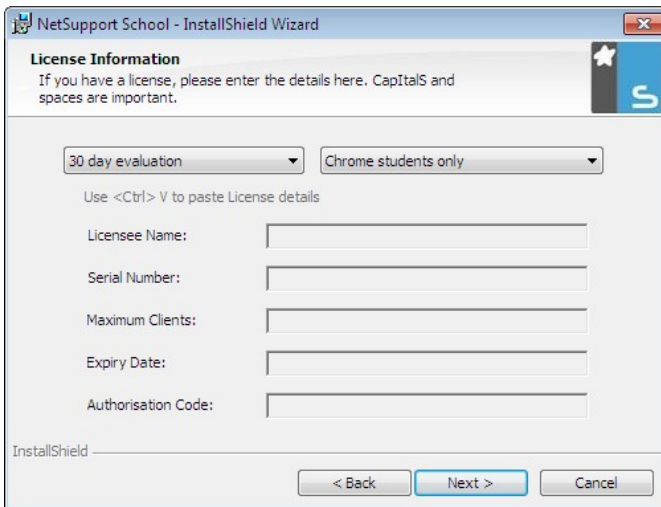 NetSupport School - InstallShield Wizard
License Information
If you have a license, please enter the details here. CapItalS and
spaces are important.
S
30 day evaluation
Chrome students only
Use <Ctrl> V to paste License details
Licensee Name:
Serial Number:
Maximum Clients:
Expiry Date:
Authorisation Code:
InstallShield
< Back
Next >
Cancel